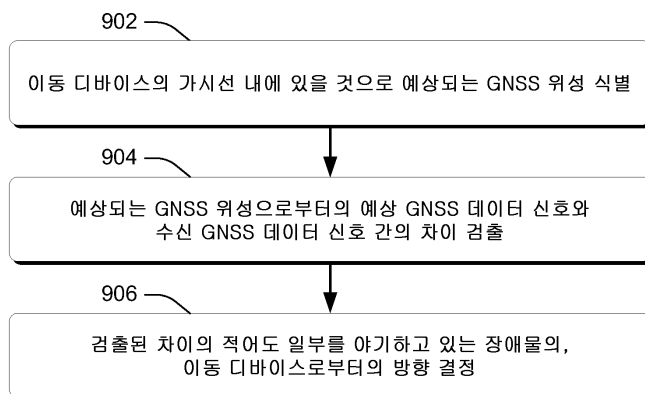 902
이동 디바이스의 가시선 내에 있을 것으로 예상되는 GNSS 위성 식별
904
예상되는 GNSS 위성으로부터의 예상 GNSS 데이터 신호와
수신 GNSS 데이터 신호 간의 차이 검출
906
검출된 차이의 적어도 일부를 야기하고 있는 장애물의,
이동 디바이스로부터의 방향 결정